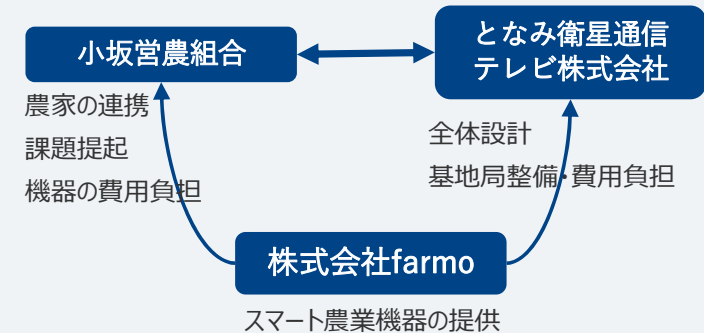 小坂営農組合
となみ衛星通信
テレビ株式会社
農家の連携
課題提起
機器の費用負担
全体設計
基地局整備・費用負担
株式会社farmo
スマート農業機器の提供